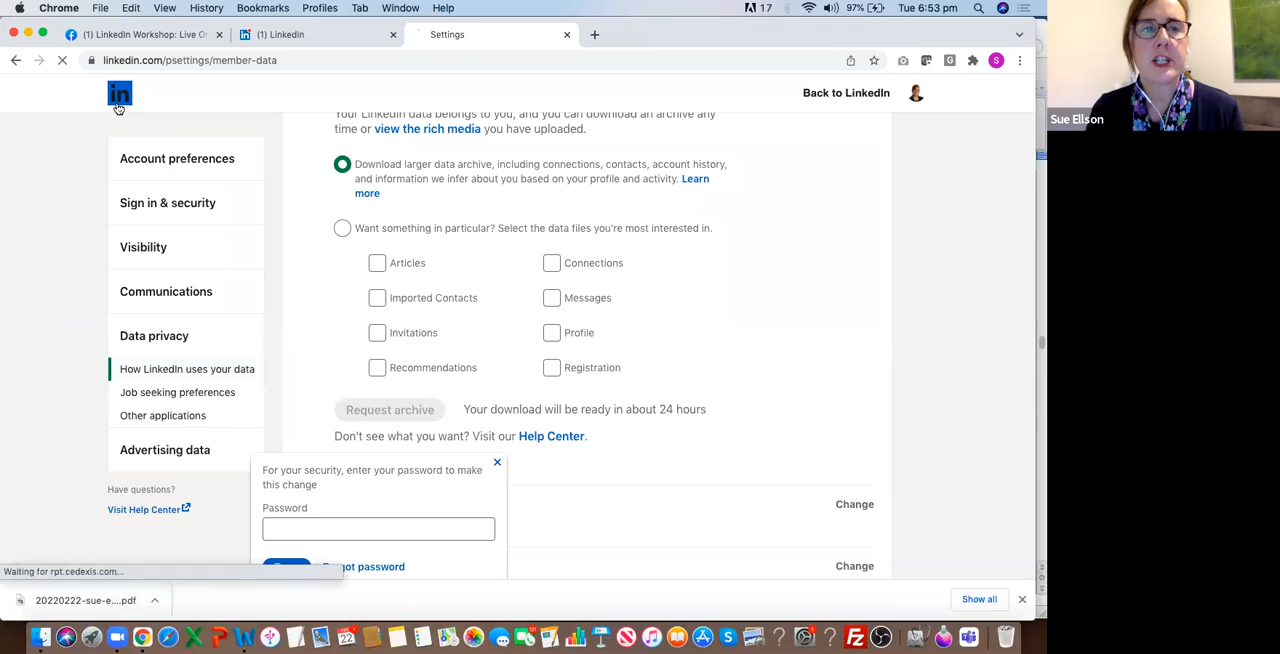 Chrome File Edit View History Bookmarks Profiles Tab Window Help 17 97% Tue 6:53 pm
(1) LinkedIn Workshop: Live O
(1) LinkedIn
Settings
linkedin.com/psettings/member-data
S
in
Back to LinkedIn
Sue Ellson
Account preferences
Sign in & security
Visibility
Communications
Data privacy
How LinkedIn uses your data
Job seeking preferences
Other applications
Advertising data
Have questions?
Visit Help Center
Your LinkedIn data belongs to you, and you can download an archive any
time or view the rich media you have uploaded.
Download larger data archive, including connections, contacts, account history,
and information we infer about you based on your profile and activity. Learn
more
Want something in particular? Select the data files you're most interested in.
Articles
Connections
Imported Contacts
Messages
Invitations
Profile
Recommendations
Registration
Request archive
Your download will be ready in about 24 hours
Don't see what you want? Visit our Help Center.
For your security, enter your password to make
this change
Password
got password
Change
Change
Waiting for rpt.cedexis.com...
20220222-sue-e....pdf
Show all